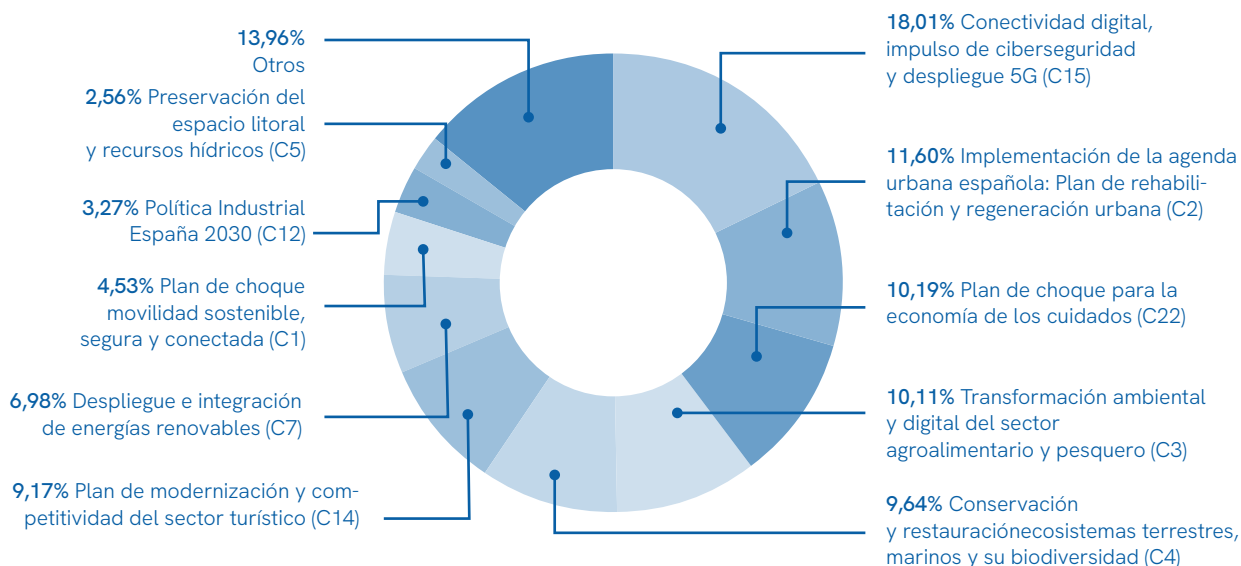 13,96%
Otros
2,56% Preservación del
espacio litoral
y recursos hídricos (C5)
3,27% Política Industrial
España 2030 (C12)
4,53% Plan de choque
movilidad sostenible,
segura y conectada (C1)
6,98% Despliegue e integración
de energías renovables (C7)
9,17% Plan de modernización y com-
petitividad del sector turístico (C14)
18,01% Conectividad digital,
impulso de ciberseguridad
y despliegue 5G (C15)
11,60% Implementación de la agenda
urbana española: Plan de rehabili-
tación y regeneración urbana (C2)
10,19% Plan de choque para la
economía de los cuidados (C22)
10,11% Transformación ambiental
y digital del sector
agroalimentario y pesquero (C3)
9,64% Conservación
y restauraciónecosistemas terrestres,
marinos y su biodiversidad (C4)